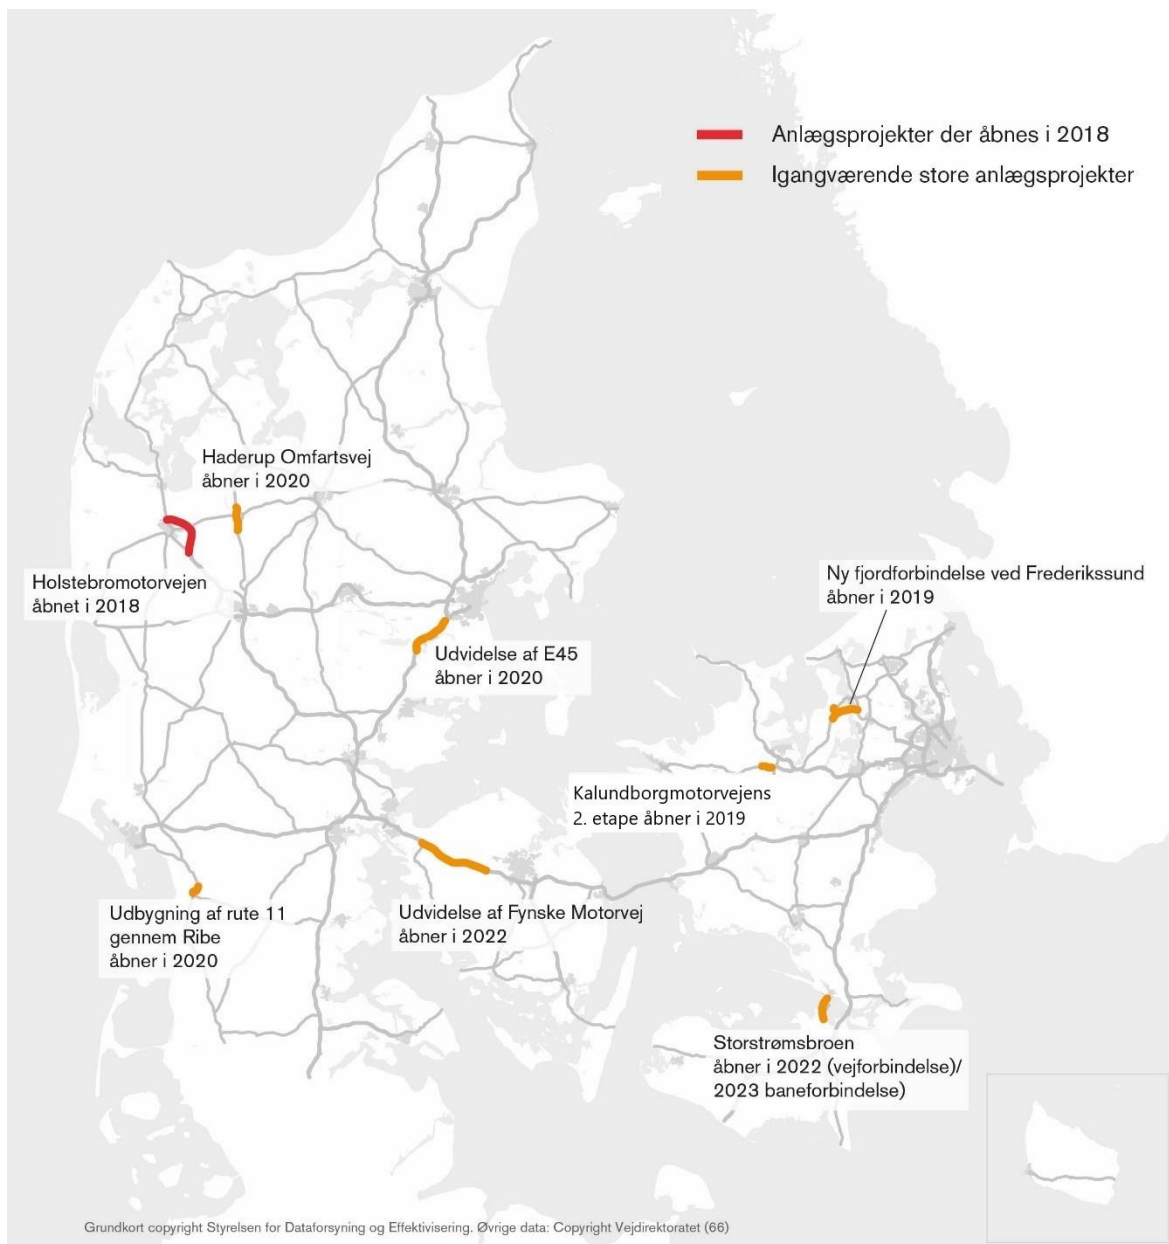 Anlægsprojekter der åbnes i 2018
Igangværende store anlægsprojekter
Haderup Omfartsvej
åbner i 2020
Holstebromotorvejen
åbnet i 2018
Ny fjordforbindelse ved Frederikssund
åbner i 2019
Udvidelse af E45
åbner i 2020
Kalundborgmotorvejens
2. etape åbner i 2019
Udbygning af rute 11
gennem Ribe
åbner i 2020
Udvidelse af Fynske Motorvej
åbner i 2022
Storstrømsbroen
åbner i 2022 (vejforbindelse)/
2023 baneforbindelse)
Grundkort copyright Styrelsen for Dataforsyning og Effektivisering. Øvrige data: Copyright Vejdirektoratet (66)